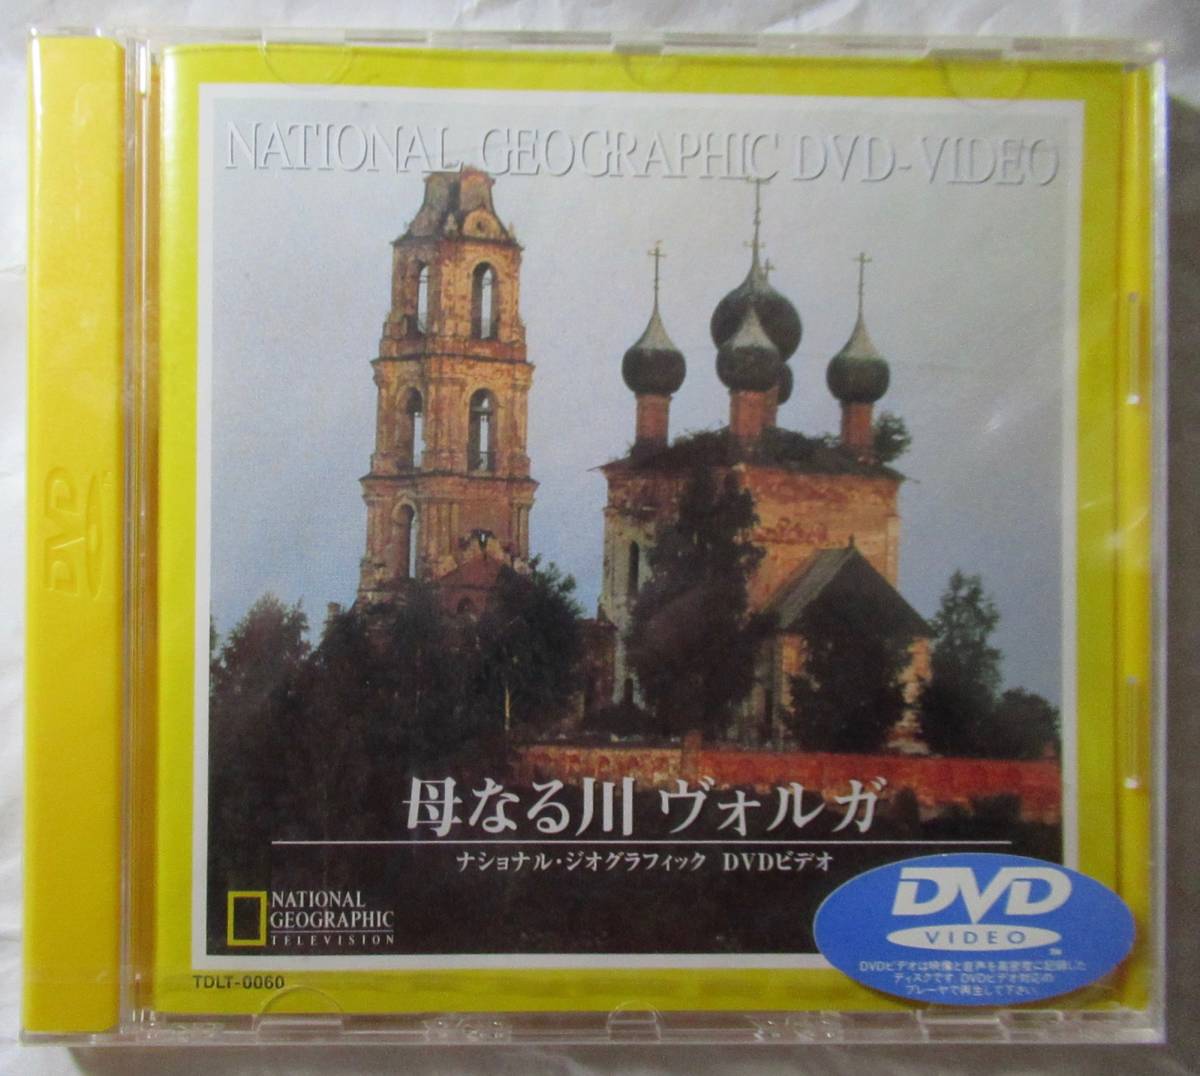 NATIONAL GEOGRAPHIC DVD-VIDEO
DVD
母なる川 ヴォルガ
ナショナル・ジオグラフィック DVDビデオ
NATIONAL
GEOGRAPHIC
TELEVISION
TDLT-0060
DVD
VIDEO
TM
DVDビデオは映像と音声を高密度に記録した
ディスクです DVDビデオ対応の
プレーヤで再生して下さい.